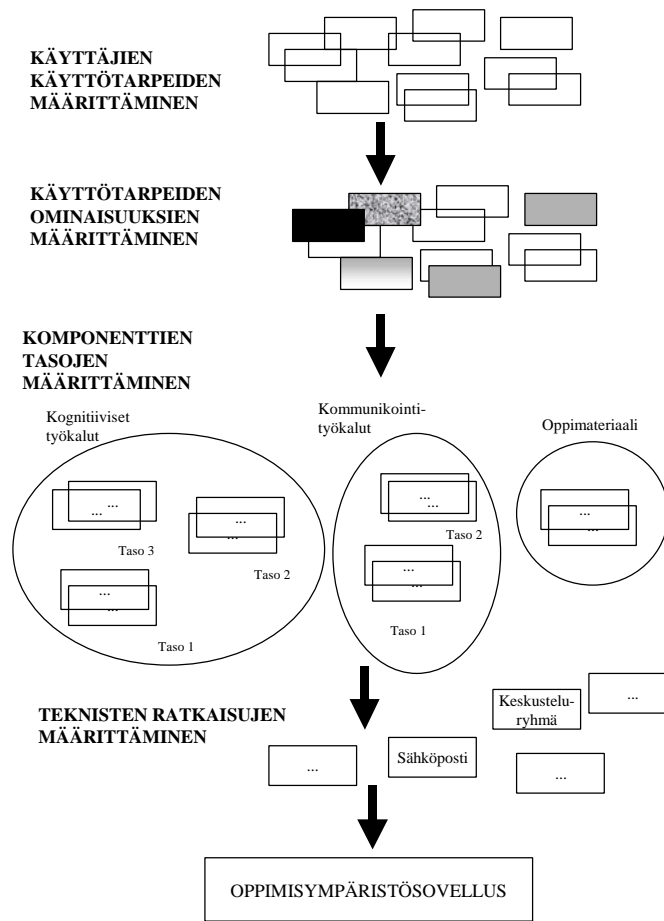 KÄYTTÄJIEN
KÄYTTÖTARPEIDEN
MÄÄRITTÄMINEN
KÄYTTÖTARPEIDEN
OMINAISUUKSIEN
MÄÄRITTÄMINEN
KOMPONENTTIEN
TASOJEN
MÄÄRITTÄMINEN
Kognitiiviset
työkalut
Kommunikointi-
työkalut
Oppimateriaali
...
...
Taso 3
...
...
Taso 2
...
...
Taso 1
...
...
Taso 2
...
...
Taso 1
...
...
TEKNISTEN RATKAISUJEN
MÄÄRITTÄMINEN
Keskustelu-
ryhmä
...
...
Sähköposti
...
OPPIMISYMPÄRISTÖSOVELLUS